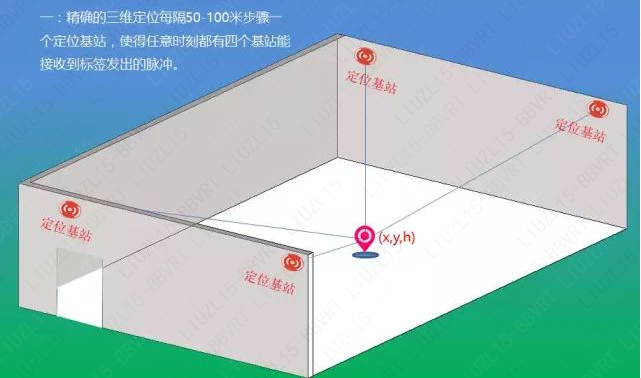 一：精确的三维定位每隔50-100米步骤一
个定位基站，使得任意时刻都有四个基站能
接收到标签发出的脉冲。
定位基站
定位基站
定位基站
(x,y,h)
定位基站